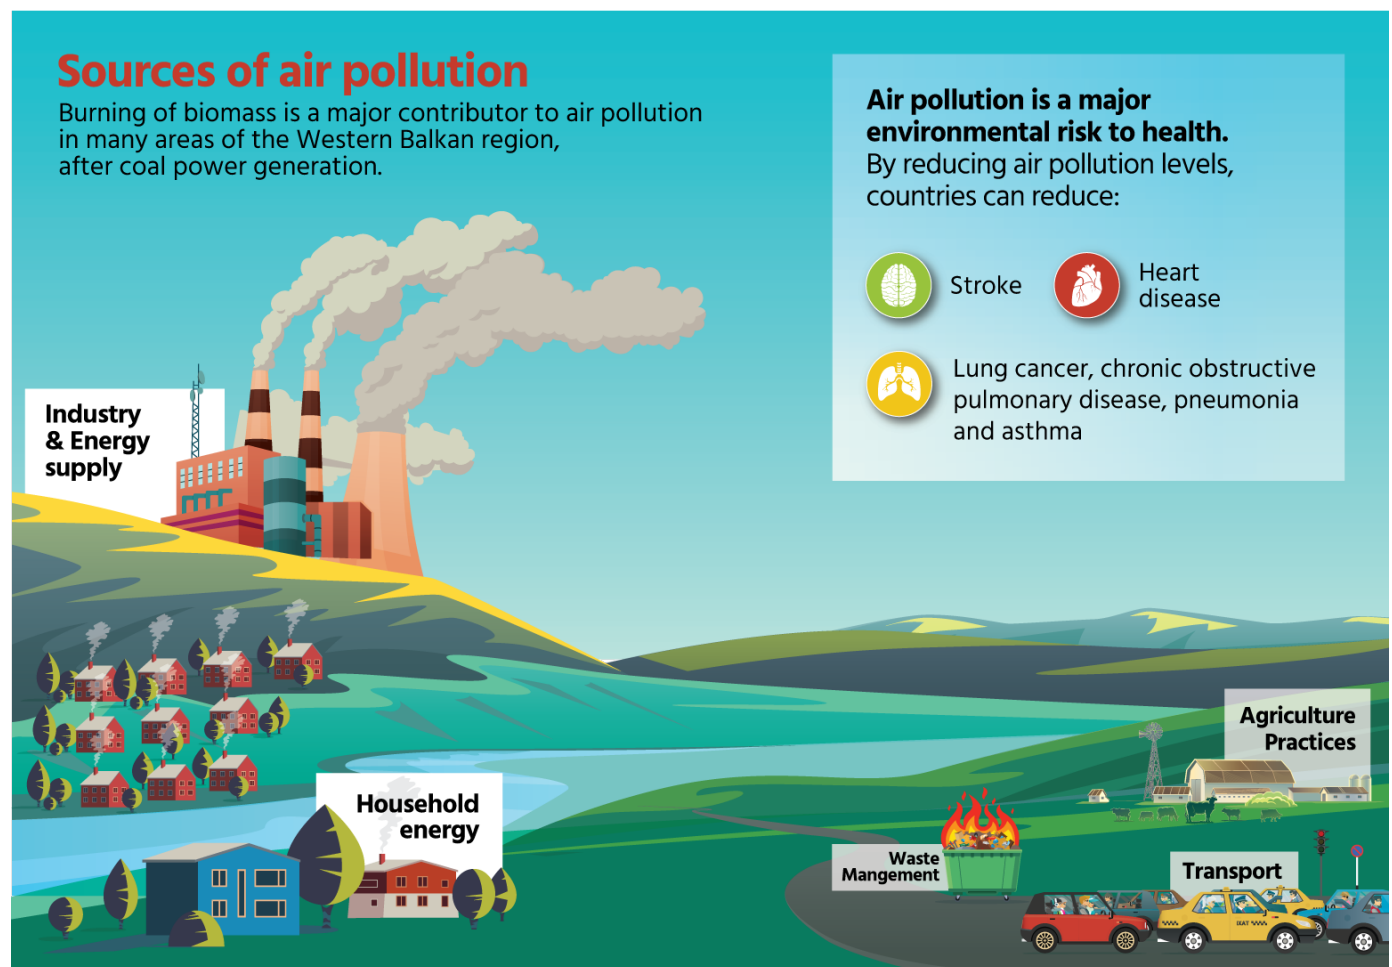 Sources of air pollution
Burning of biomass is a major contributor to air pollution
in many areas of the Western Balkan region,
after coal power generation.
Air pollution is a major
environmental risk to health.
By reducing air pollution levels,
countries can reduce:
Stroke
Heart
disease
Lung cancer, chronic obstructive
pulmonary disease, pneumonia
and asthma
Industry
& Energy
supply
Agriculture
Practices
Household
energy
Waste
Mangement
Transport